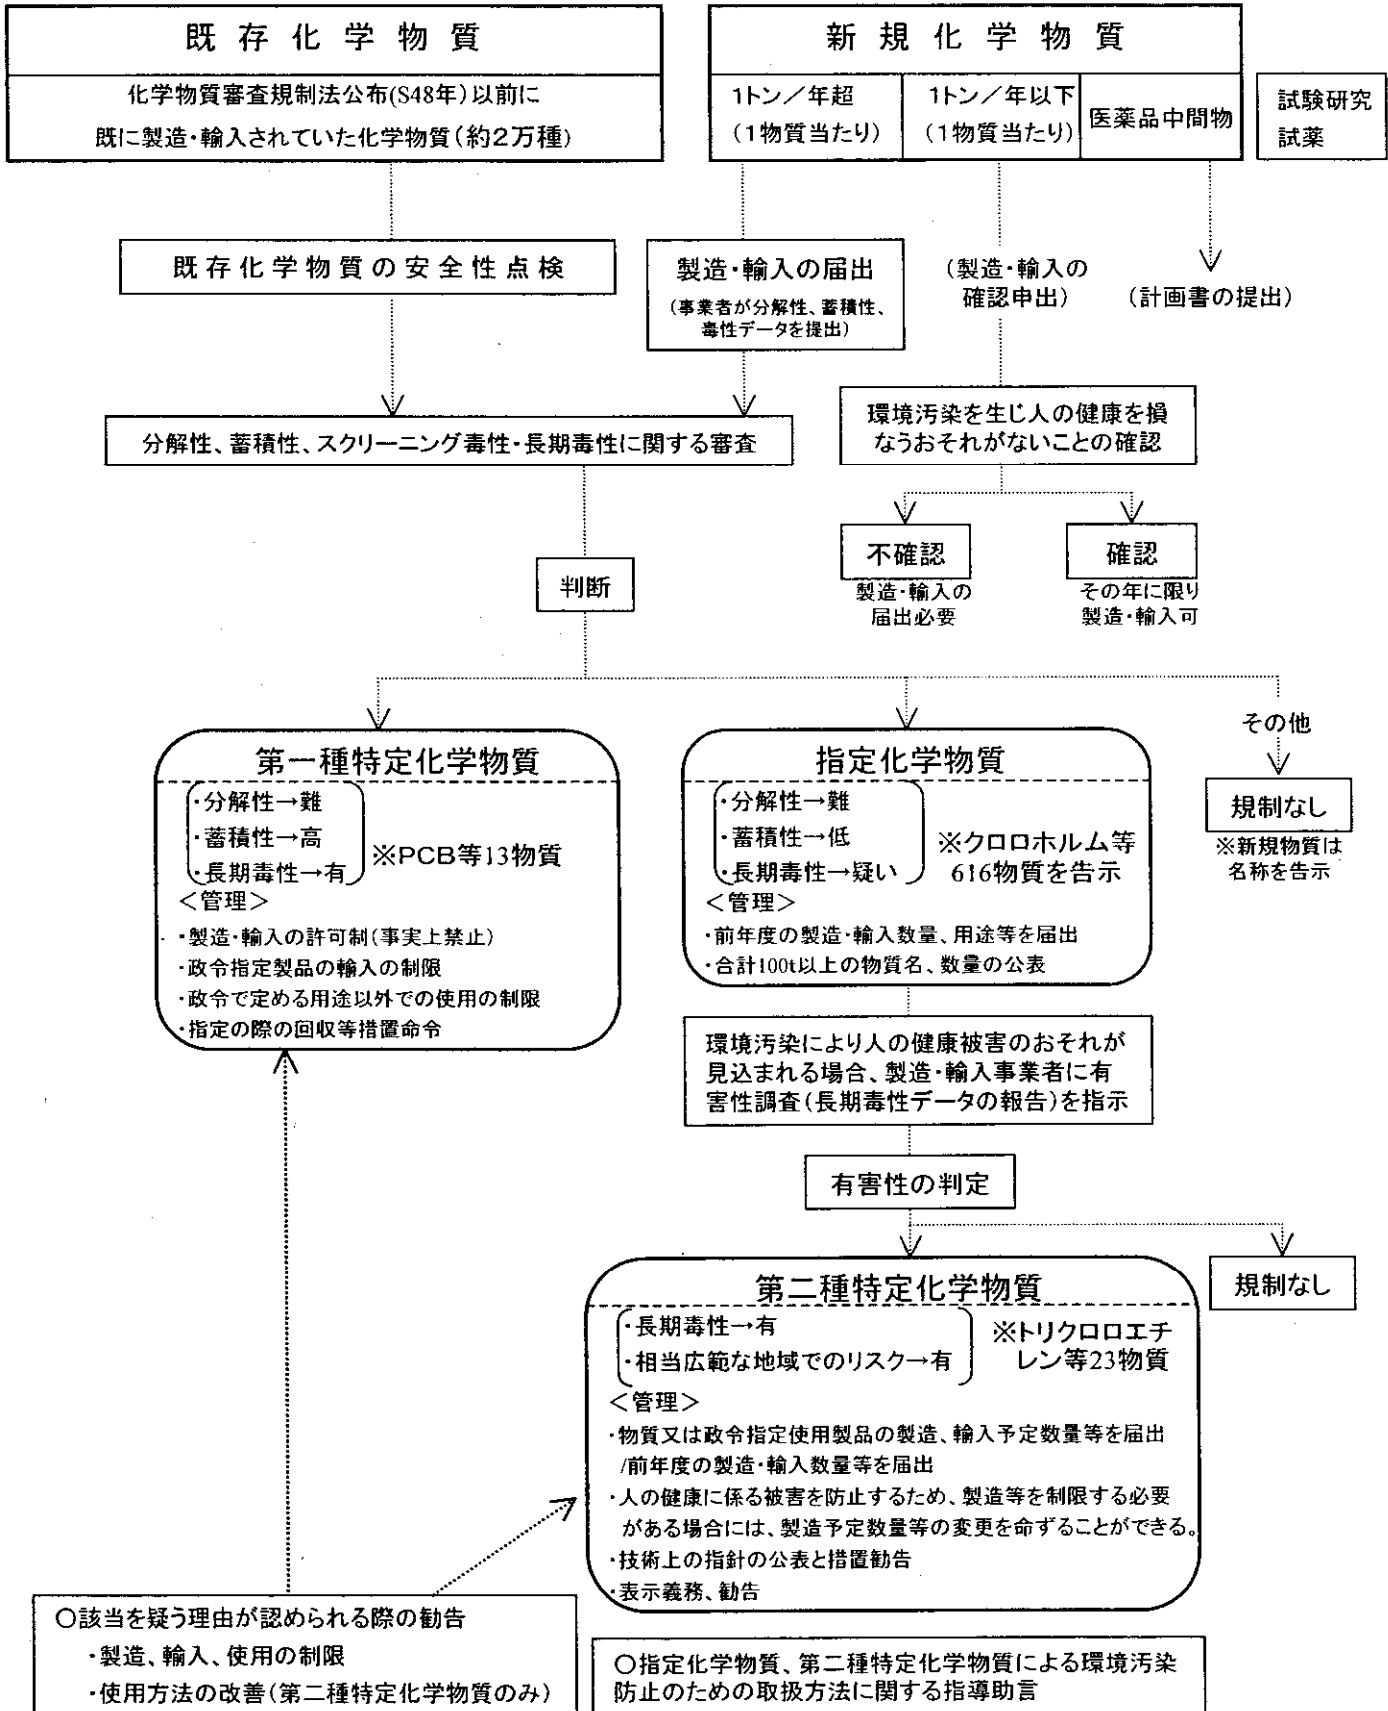 既存化学物質
化学物質審査規制法公布(S48年)以前に
既に製造・輸入されていた化学物質(約2万種)
新規化学物質
1トン/年超
(1物質当たり)
1トン/年以下
(1物質当たり)
医薬品中間物
試験研究
試薬
既存化学物質の安全性点検
製造・輸入の届出
(事業者が分解性、蓄積性、
毒性データを提出)
(製造・輸入の
確認申出)
(計画書の提出)
分解性、蓄積性、スクリーニング毒性・長期毒性に関する審査
環境汚染を生じ人の健康を損
なうおそれがないことの確認
不確認
製造・輸入の
届出必要
確認
その年に限り
製造・輸入可
判断
第一種特定化学物質
・分解性→難
・蓄積性→高
・長期毒性→有
※PCB等13物質
<管理>
・製造・輸入の許可制(事実上禁止)
・政令指定製品の輸入の制限
・政令で定める用途以外での使用の制限
・指定の際の回収等措置命令
指定化学物質
・分解性→難
・蓄積性→低
・長期毒性→疑い
※クロロホルム等
616物質を告示
<管理>
・前年度の製造・輸入数量、用途等を届出
・合計100t以上の物質名、数量の公表
その他
規制なし
※新規物質は
名称を告示
環境汚染により人の健康被害のおそれが
見込まれる場合、製造・輸入事業者に有
害性調査(長期毒性データの報告)を指示
有害性の判定
第二種特定化学物質
・長期毒性→有
・相当広範な地域でのリスク→有
※トリクロロエチ
レン等23物質
<管理>
・物質又は政令指定使用製品の製造、輸入予定数量等を届出
/前年度の製造・輸入数量等を届出
・人の健康に係る被害を防止するため、製造等を制限する必要
がある場合には、製造予定数量等の変更を命ずることができる。
・技術上の指針の公表と措置勧告
・表示義務、勧告
規制なし
○該当を疑う理由が認められる際の勧告
・製造、輸入、使用の制限
・使用方法の改善(第二種特定化学物質のみ)
○指定化学物質、第二種特定化学物質による環境汚染
防止のための取扱方法に関する指導助言